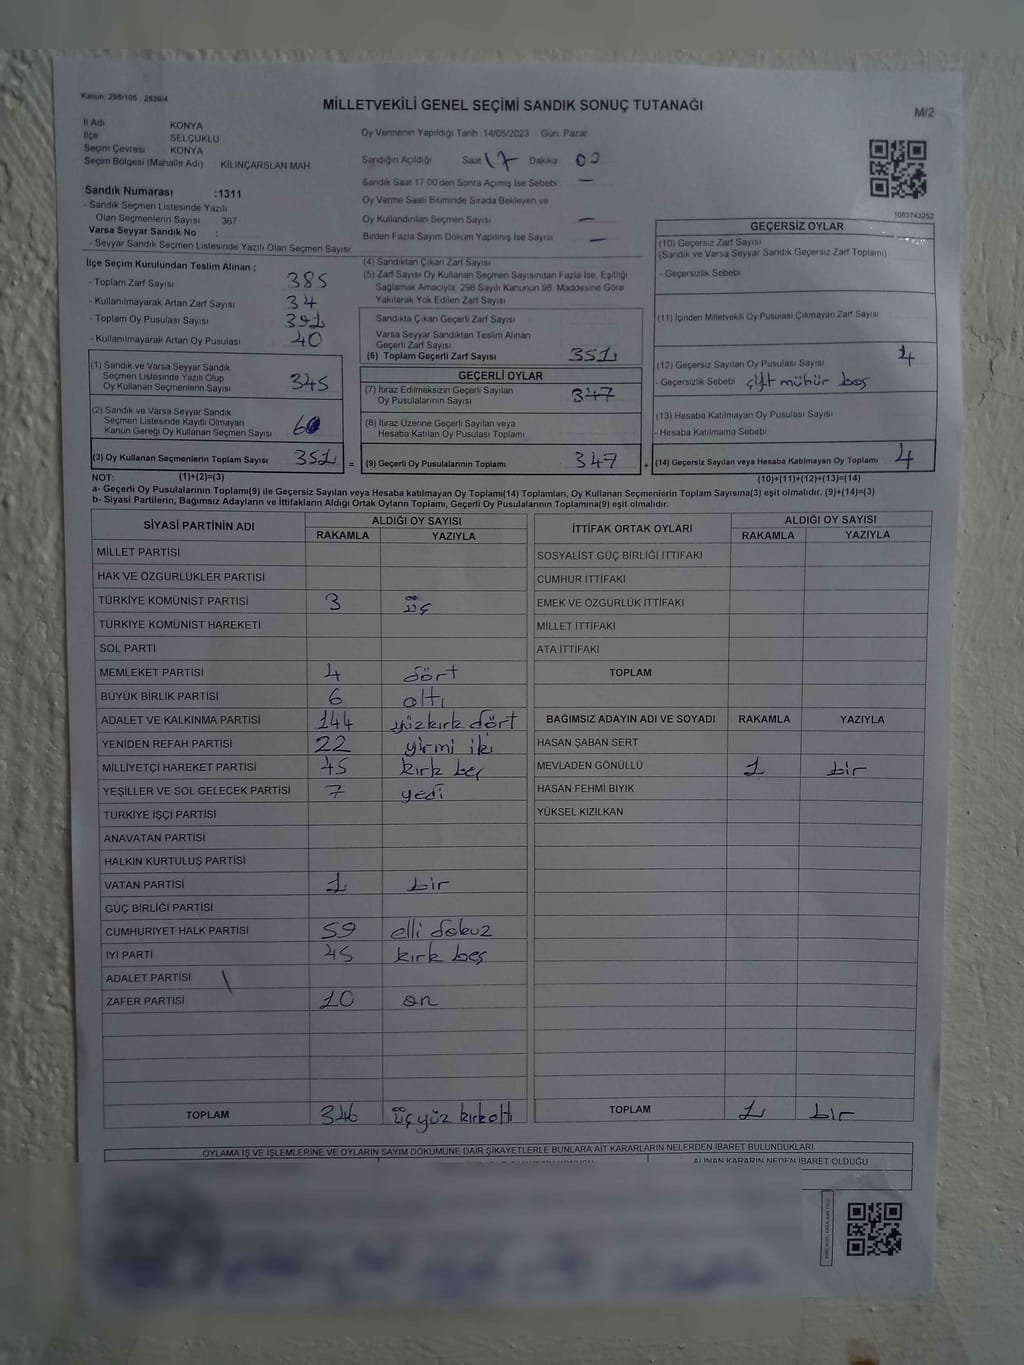 Kanun: 298/105 , 2839/4
MİLLETVEKİLİ GENEL SEÇİMİ SANDIK SONUÇ TUTANAĞI
M/2
İl Adı KONYA
İlçe SELÇUKLU
Seçim Çevresi KONYA
Seçim Bölgesi (Mahalle Adı) KILINÇARSLAN MAH.
Oy Vermenin Yapıldığı Tarih: 14/05/2023 Gün: Pazar
Sandığın Açıldığı Saat 17 Dakika 00
Sandık Saat 17:00'den Sonra Açılmış İse Sebebi —
Oy Verme Saati Bitiminde Sırada Bekleyen ve
Oy Kullandırılan Seçmen Sayısı —
Birden Fazla Sayım Döküm Yapılmış İse Sayısı —
1083743252
Sandık Numarası :1311
- Sandık Seçmen Listesinde Yazılı
Olan Seçmenlerin Sayısı 367
Varsa Seyyar Sandık No :
- Seyyar Sandık Seçmen Listesinde Yazılı Olan Seçmen Sayısı
İlçe Seçim Kurulundan Teslim Alınan ;
- Toplam Zarf Sayısı 385
- Kullanılmayarak Artan Zarf Sayısı 34
- Toplam Oy Pusulası Sayısı 391
- Kullanılmayarak Artan Oy Pusulası 40
(1) Sandık ve Varsa Seyyar Sandık
Seçmen Listesinde Yazılı Olup
Oy Kullanan Seçmenlerin Sayısı 345
(2) Sandık ve Varsa Seyyar Sandık
Seçmen Listesinde Kayıtlı Olmayan
Kanun Gereği Oy Kullanan Seçmen Sayısı 6
(3) Oy Kullanan Seçmenlerin Toplam Sayısı 351 =
(4) Sandıktan Çıkan Zarf Sayısı
(5) Zarf Sayısı Oy Kullanan Seçmen Sayısından Fazla İse, Eşitliği
Sağlamak Amacıyla, 298 Sayılı Kanunun 98. Maddesine Göre
Yakılarak Yok Edilen Zarf Sayısı
Sandıkta Çıkan Geçerli Zarf Sayısı
Varsa Seyyar Sandıktan Teslim Alınan
Geçerli Zarf Sayısı
(6) Toplam Geçerli Zarf Sayısı 351
GEÇERLİ OYLAR
(7) İtiraz Edilmeksizin Geçerli Sayılan
Oy Pusulalarının Sayısı 347
(8) İtiraz Üzerine Geçerli Sayılan veya
Hesaba Katılan Oy Pusulası Toplamı
(9) Geçerli Oy Pusulalarının Toplamı 347 +
GEÇERSİZ OYLAR
(10) Geçersiz Zarf Sayısı
(Sandık ve Varsa Seyyar Sandık Geçersiz Zarf Toplamı)
- Geçersizlik Sebebi
(11) İçinden Milletvekili Oy Pusulası Çıkmayan Zarf Sayısı
(12) Geçersiz Sayılan Oy Pusulası Sayısı 4
- Geçersizlik Sebebi çift mühür boş
(13) Hesaba Katılmayan Oy Pusulası Sayısı
- Hesaba Katılmama Sebebi
(14) Geçersiz Sayılan veya Hesaba Katılmayan Oy Toplamı 4
NOT: (1)+(2)=(3) (10)+(11)+(12)+(13)=(14)
a- Geçerli Oy Pusulalarının Toplamı(9) ile Geçersiz Sayılan veya Hesaba katılmayan Oy Toplamı(14) Toplamları, Oy Kullanan Seçmenlerin Toplam Sayısına(3) eşit olmalıdır. (9)+(14)=(3)
b- Siyasi Partilerin, Bağımsız Adayların ve İttifakların Aldığı Ortak Oyların Toplamı, Geçerli Oy Pusulalarının Toplamına(9) eşit olmalıdır.
SİYASİ PARTİNİN ADI ALDIĞI OY SAYISI
RAKAMLA YAZIYLA
MİLLET PARTİSİ
HAK VE ÖZGÜRLÜKLER PARTİSİ
TÜRKİYE KOMÜNİST PARTİSİ 3 üç
TÜRKİYE KOMÜNİST HAREKETİ
SOL PARTİ
MEMLEKET PARTİSİ 4 dört
BÜYÜK BİRLİK PARTİSİ 6 altı
ADALET VE KALKINMA PARTİSİ 144 yüzkırk dört
YENİDEN REFAH PARTİSİ 22 yirmi iki
MİLLİYETÇİ HAREKET PARTİSİ 45 kırk beş
YEŞİLLER VE SOL GELECEK PARTİSİ 7 yedi
TÜRKİYE İŞÇİ PARTİSİ
ANAVATAN PARTİSİ
HALKIN KURTULUŞ PARTİSİ
VATAN PARTİSİ 1 bir
GÜÇ BİRLİĞİ PARTİSİ
CUMHURİYET HALK PARTİSİ 59 elli dokuz
İYİ PARTİ 45 kırk beş
ADALET PARTİSİ
ZAFER PARTİSİ 10 on
TOPLAM 346 üçyüz kırkaltı
İTTİFAK ORTAK OYLARI ALDIĞI OY SAYISI
RAKAMLA YAZIYLA
SOSYALİST GÜÇ BİRLİĞİ İTTİFAKI
CUMHUR İTTİFAKI
EMEK VE ÖZGÜRLÜK İTTİFAKI
MİLLET İTTİFAKI
ATA İTTİFAKI
TOPLAM
BAĞIMSIZ ADAYIN ADI VE SOYADI RAKAMLA YAZIYLA
HASAN ŞABAN SERT
MEVLADEN GÖNÜLLÜ 1 bir
HASAN FEHMİ BIYIK
YÜKSEL KIZILKAN
TOPLAM 1 bir
OYLAMA İŞ VE İŞLEMLERİNE VE OYLARIN SAYIM DÖKÜMÜNE DAİR ŞİKAYETLERLE BUNLARA AİT KARARLARIN NELERDEN İBARET BULUNDUKLARI
ALINAN KARARIN NEDEN İBARET OLDUĞU